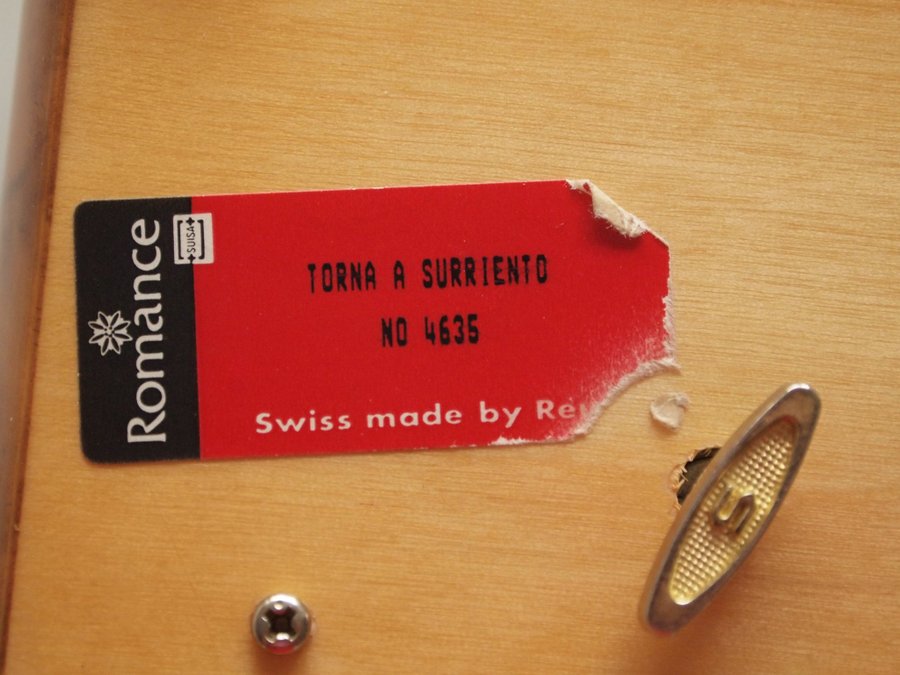 Romance
SUISA
TORNA A SURRIENTO
NO 4635
Swiss made by
S